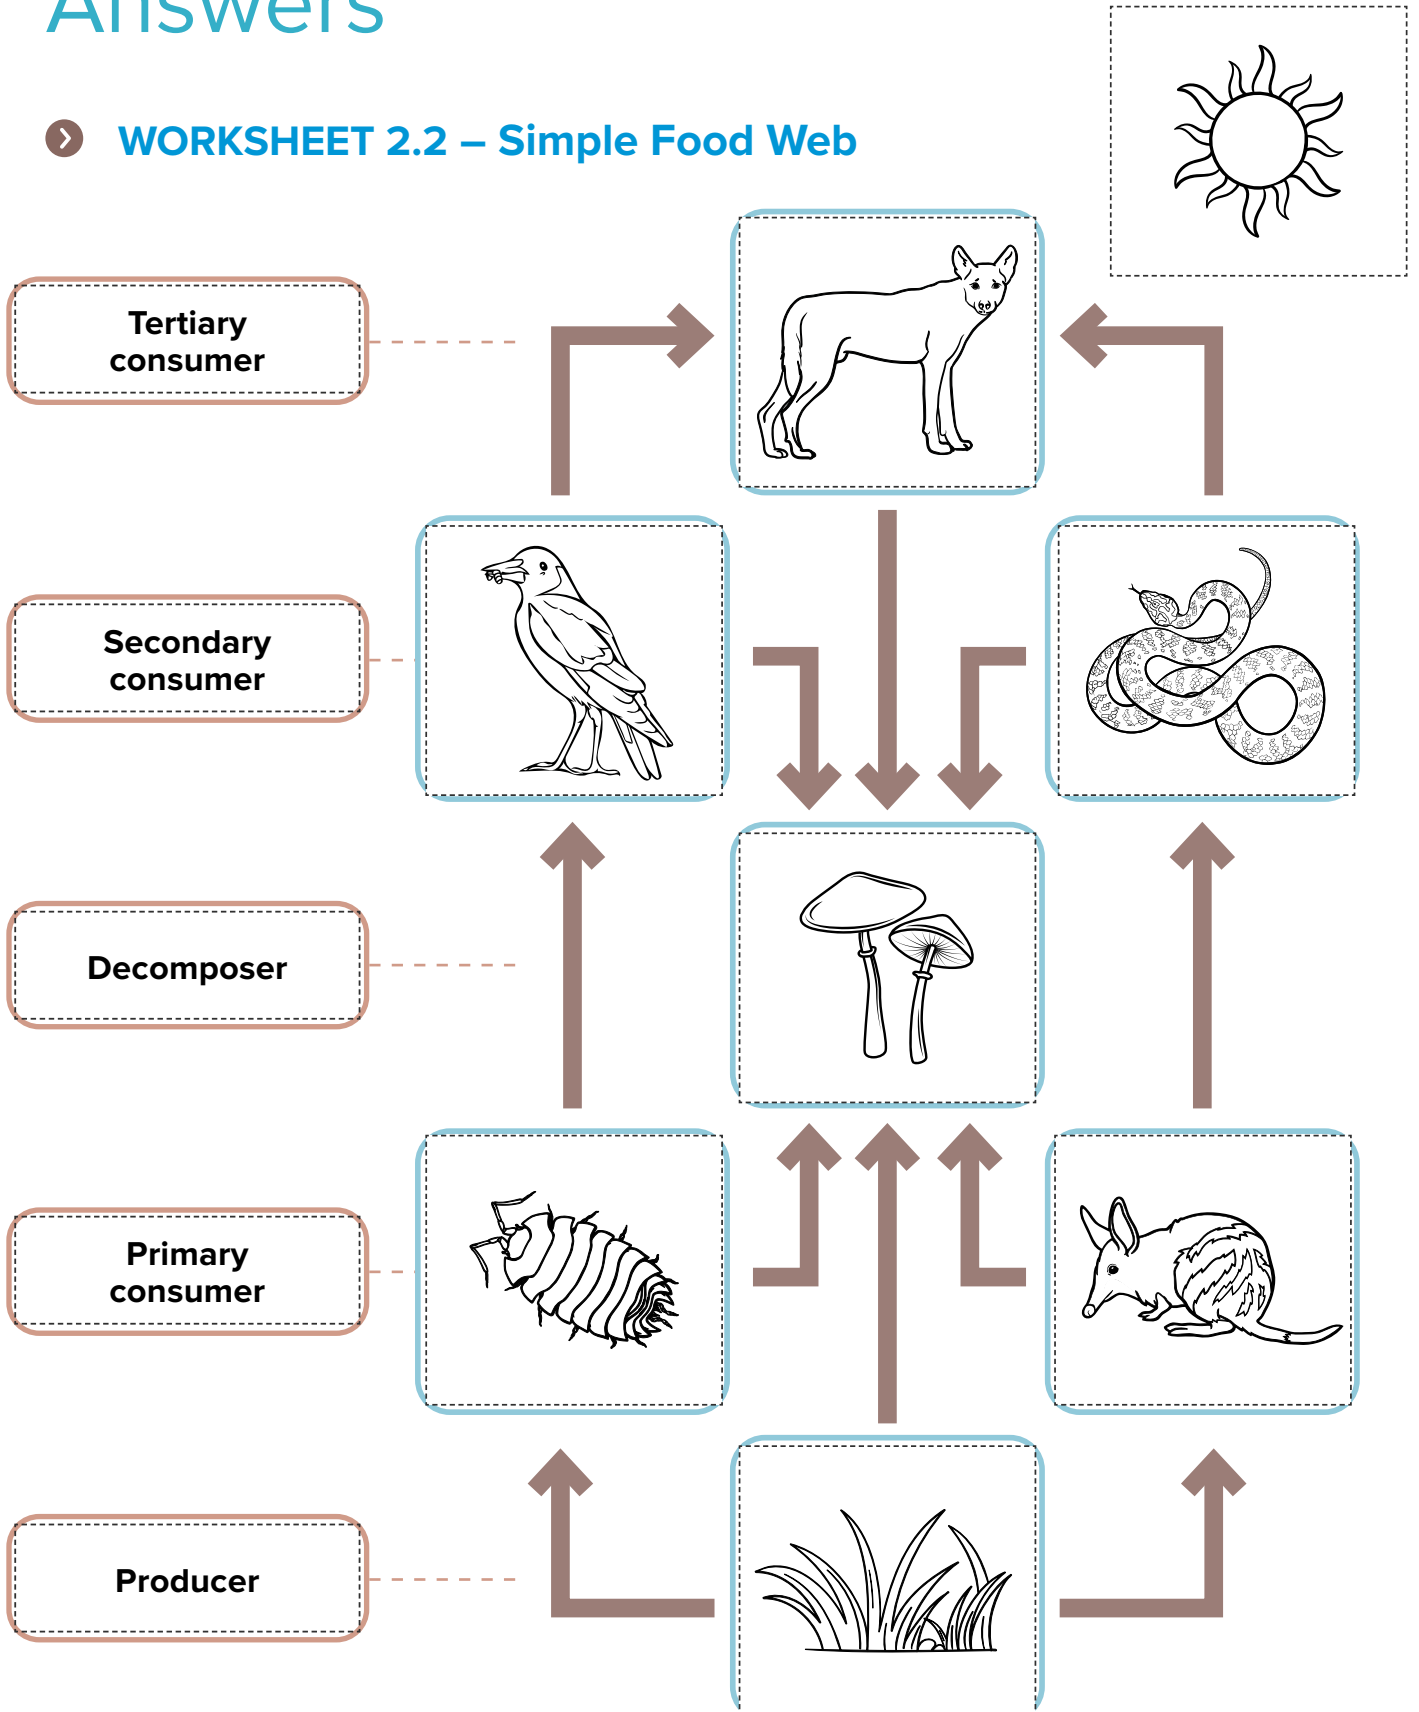 Answers
WORKSHEET 2.2 – Simple Food Web
Tertiary
consumer
Secondary
consumer
Decomposer
Primary
consumer
Producer